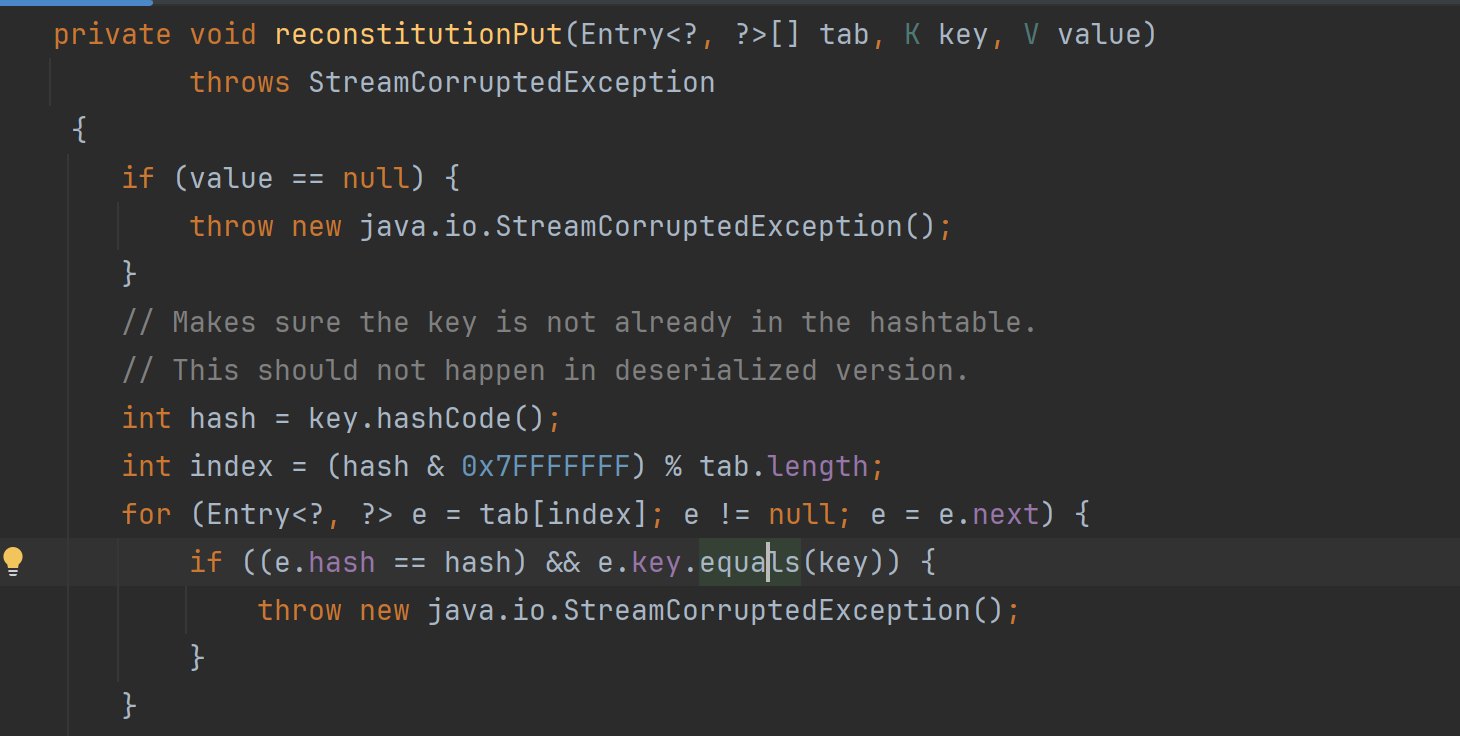 private void reconstitutionPut(Entry<?, ?>[] tab, K key, V value)
throws StreamCorruptedException
{
if (value == null) {
throw new java.io.StreamCorruptedException();
}
// Makes sure the key is not already in the hashtable.
// This should not happen in deserialized version.
int hash = key.hashCode();
int index = (hash & 0x7FFFFFFF) % tab.length;
for (Entry<?, ?> e = tab[index]; e != null; e = e.next) {
if ((e.hash == hash) && e.key.equals(key)) {
throw new java.io.StreamCorruptedException();
}
}